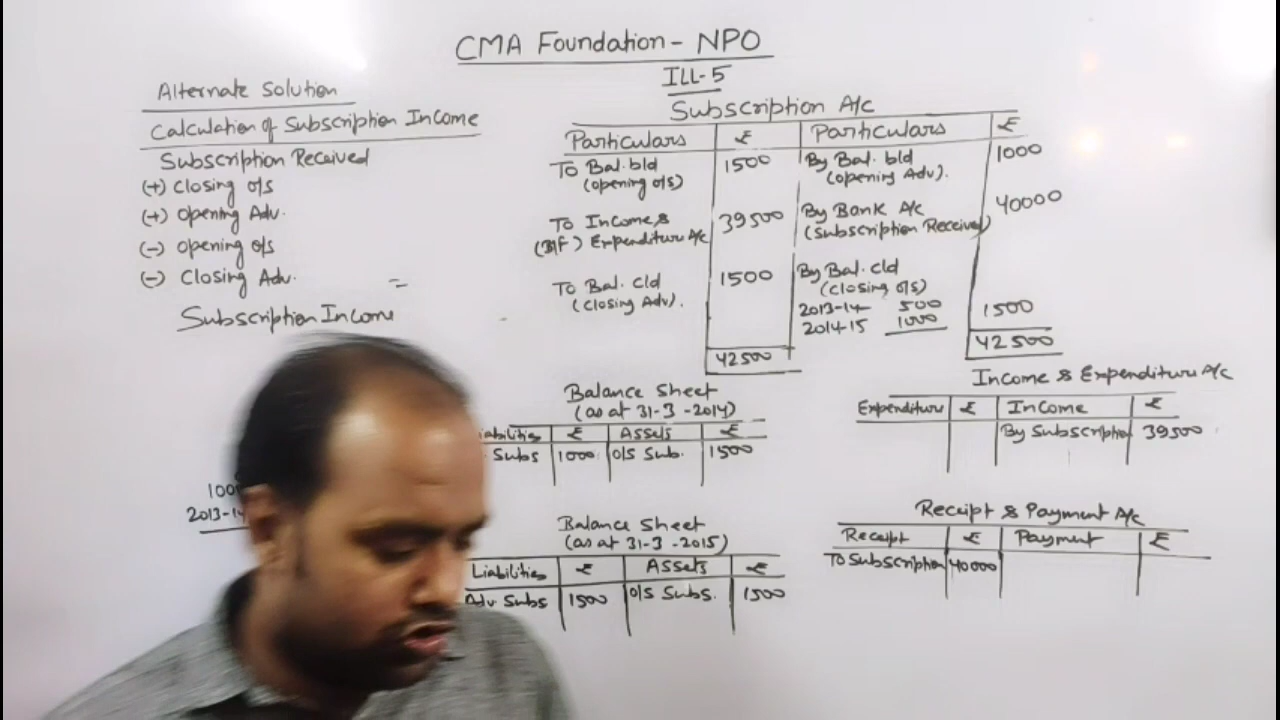 CMA Foundation - NPO
ILL-5
Alternate Solution
Calculation of Subscription Income
Subscription Received
(+) Closing o/s
(+) Opening Adv.
(-) Opening o/s
(-) Closing Adv. =
Subscription Income
2013-14
Subscription A/c
Particulars ₹ Particulars ₹
To Bal. b/d 1500 By Bal. b/d 1000
(opening o/s) (opening Adv).
To Income & 39500 By Bank A/c 40000
(B/F) Expenditure A/c (Subscription Received)
To Bal. c/d 1500 By Bal. c/d
(Closing Adv). (Closing o/s)
2013-14 500
2014-15 1000 1500
42500 42500
Balance Sheet
(as at 31-3-2014)
₹ Assets ₹
Subs 1000 O/S Sub. 1500
Balance Sheet
(as at 31-3-2015)
Liabilities ₹ Assets ₹
Adv Subs 1500 O/S Subs. 1500
Income & Expenditure A/c
Expenditure ₹ Income ₹
By Subscription 39500
Receipt & Payment A/c
Receipt ₹ Payment ₹
To Subscription 40000